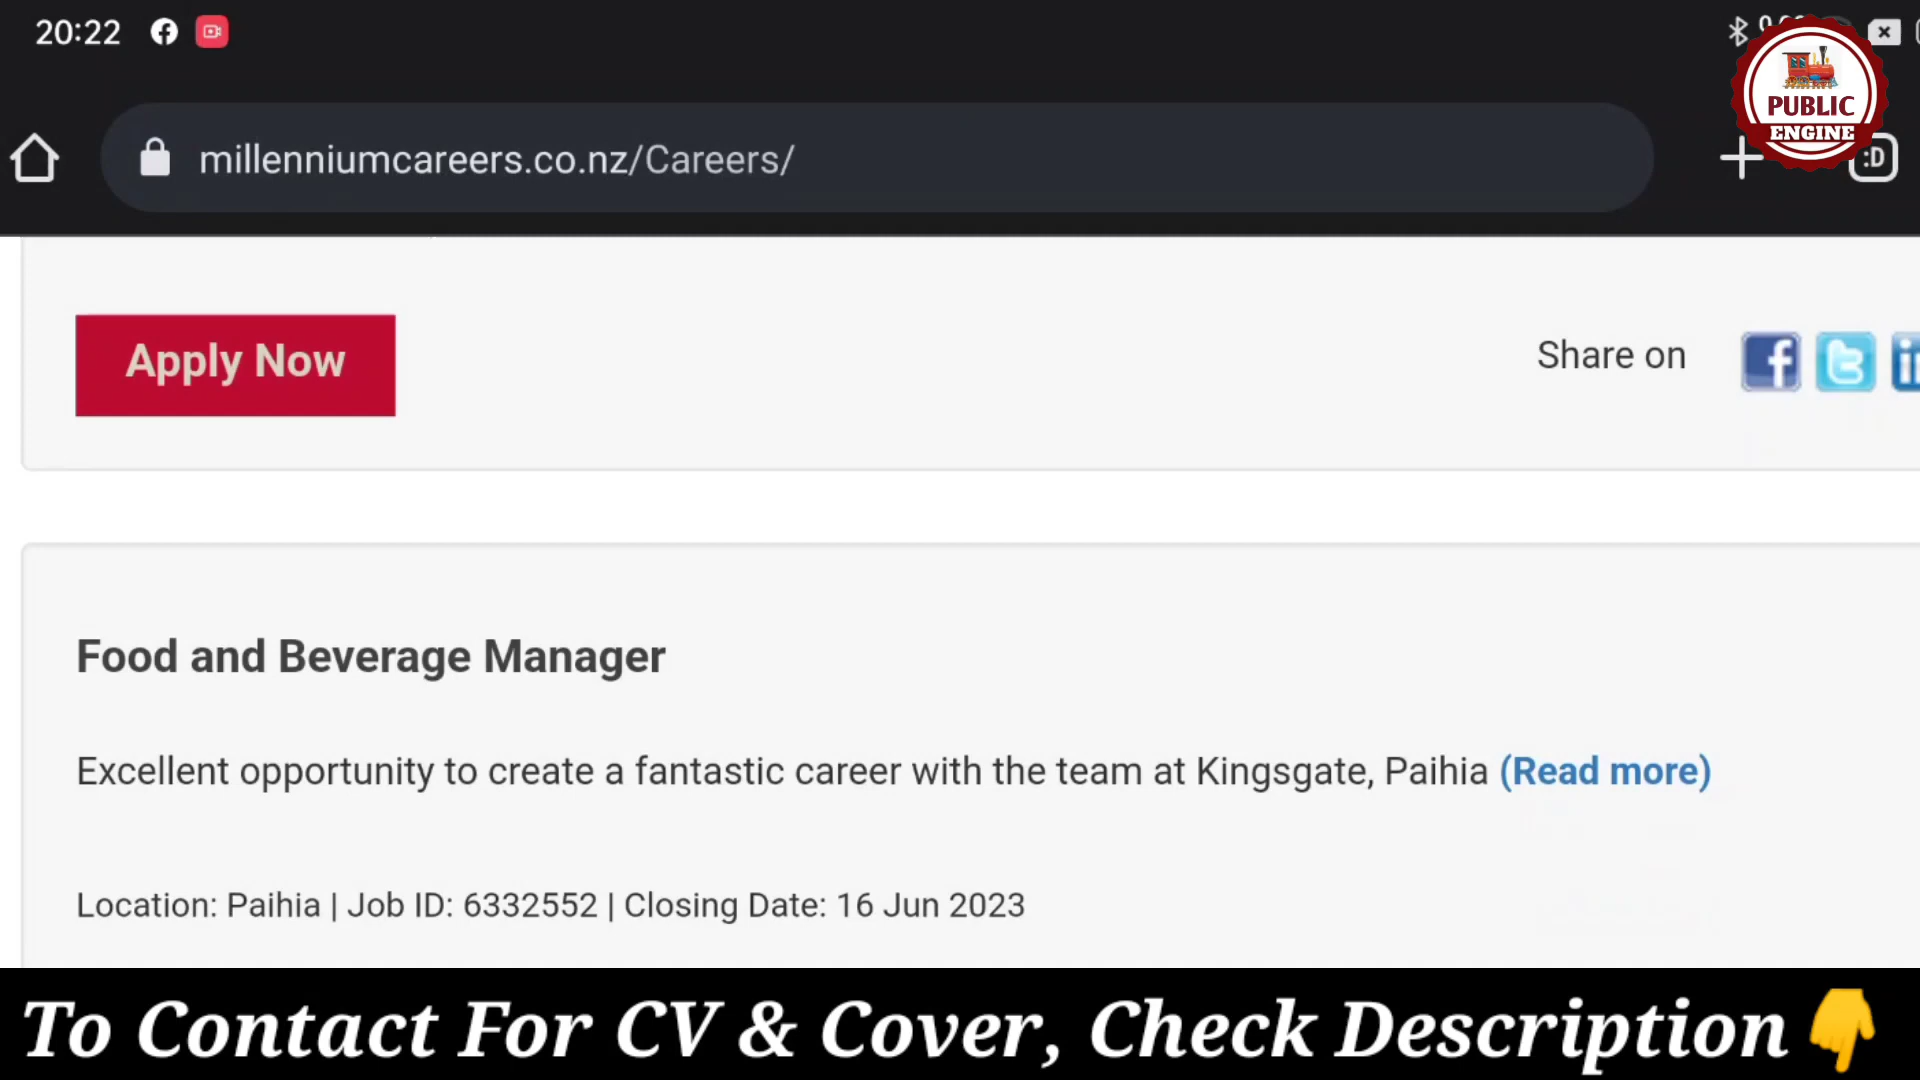 20:22
PUBLIC
ENGINE
millenniumcareers.co.nz/Careers/
:D
Apply Now
Share on
Food and Beverage Manager
Excellent opportunity to create a fantastic career with the team at Kingsgate, Paihia (Read more)
Location: Paihia | Job ID: 6332552 | Closing Date: 16 Jun 2023
To Contact For CV & Cover, Check Description👇